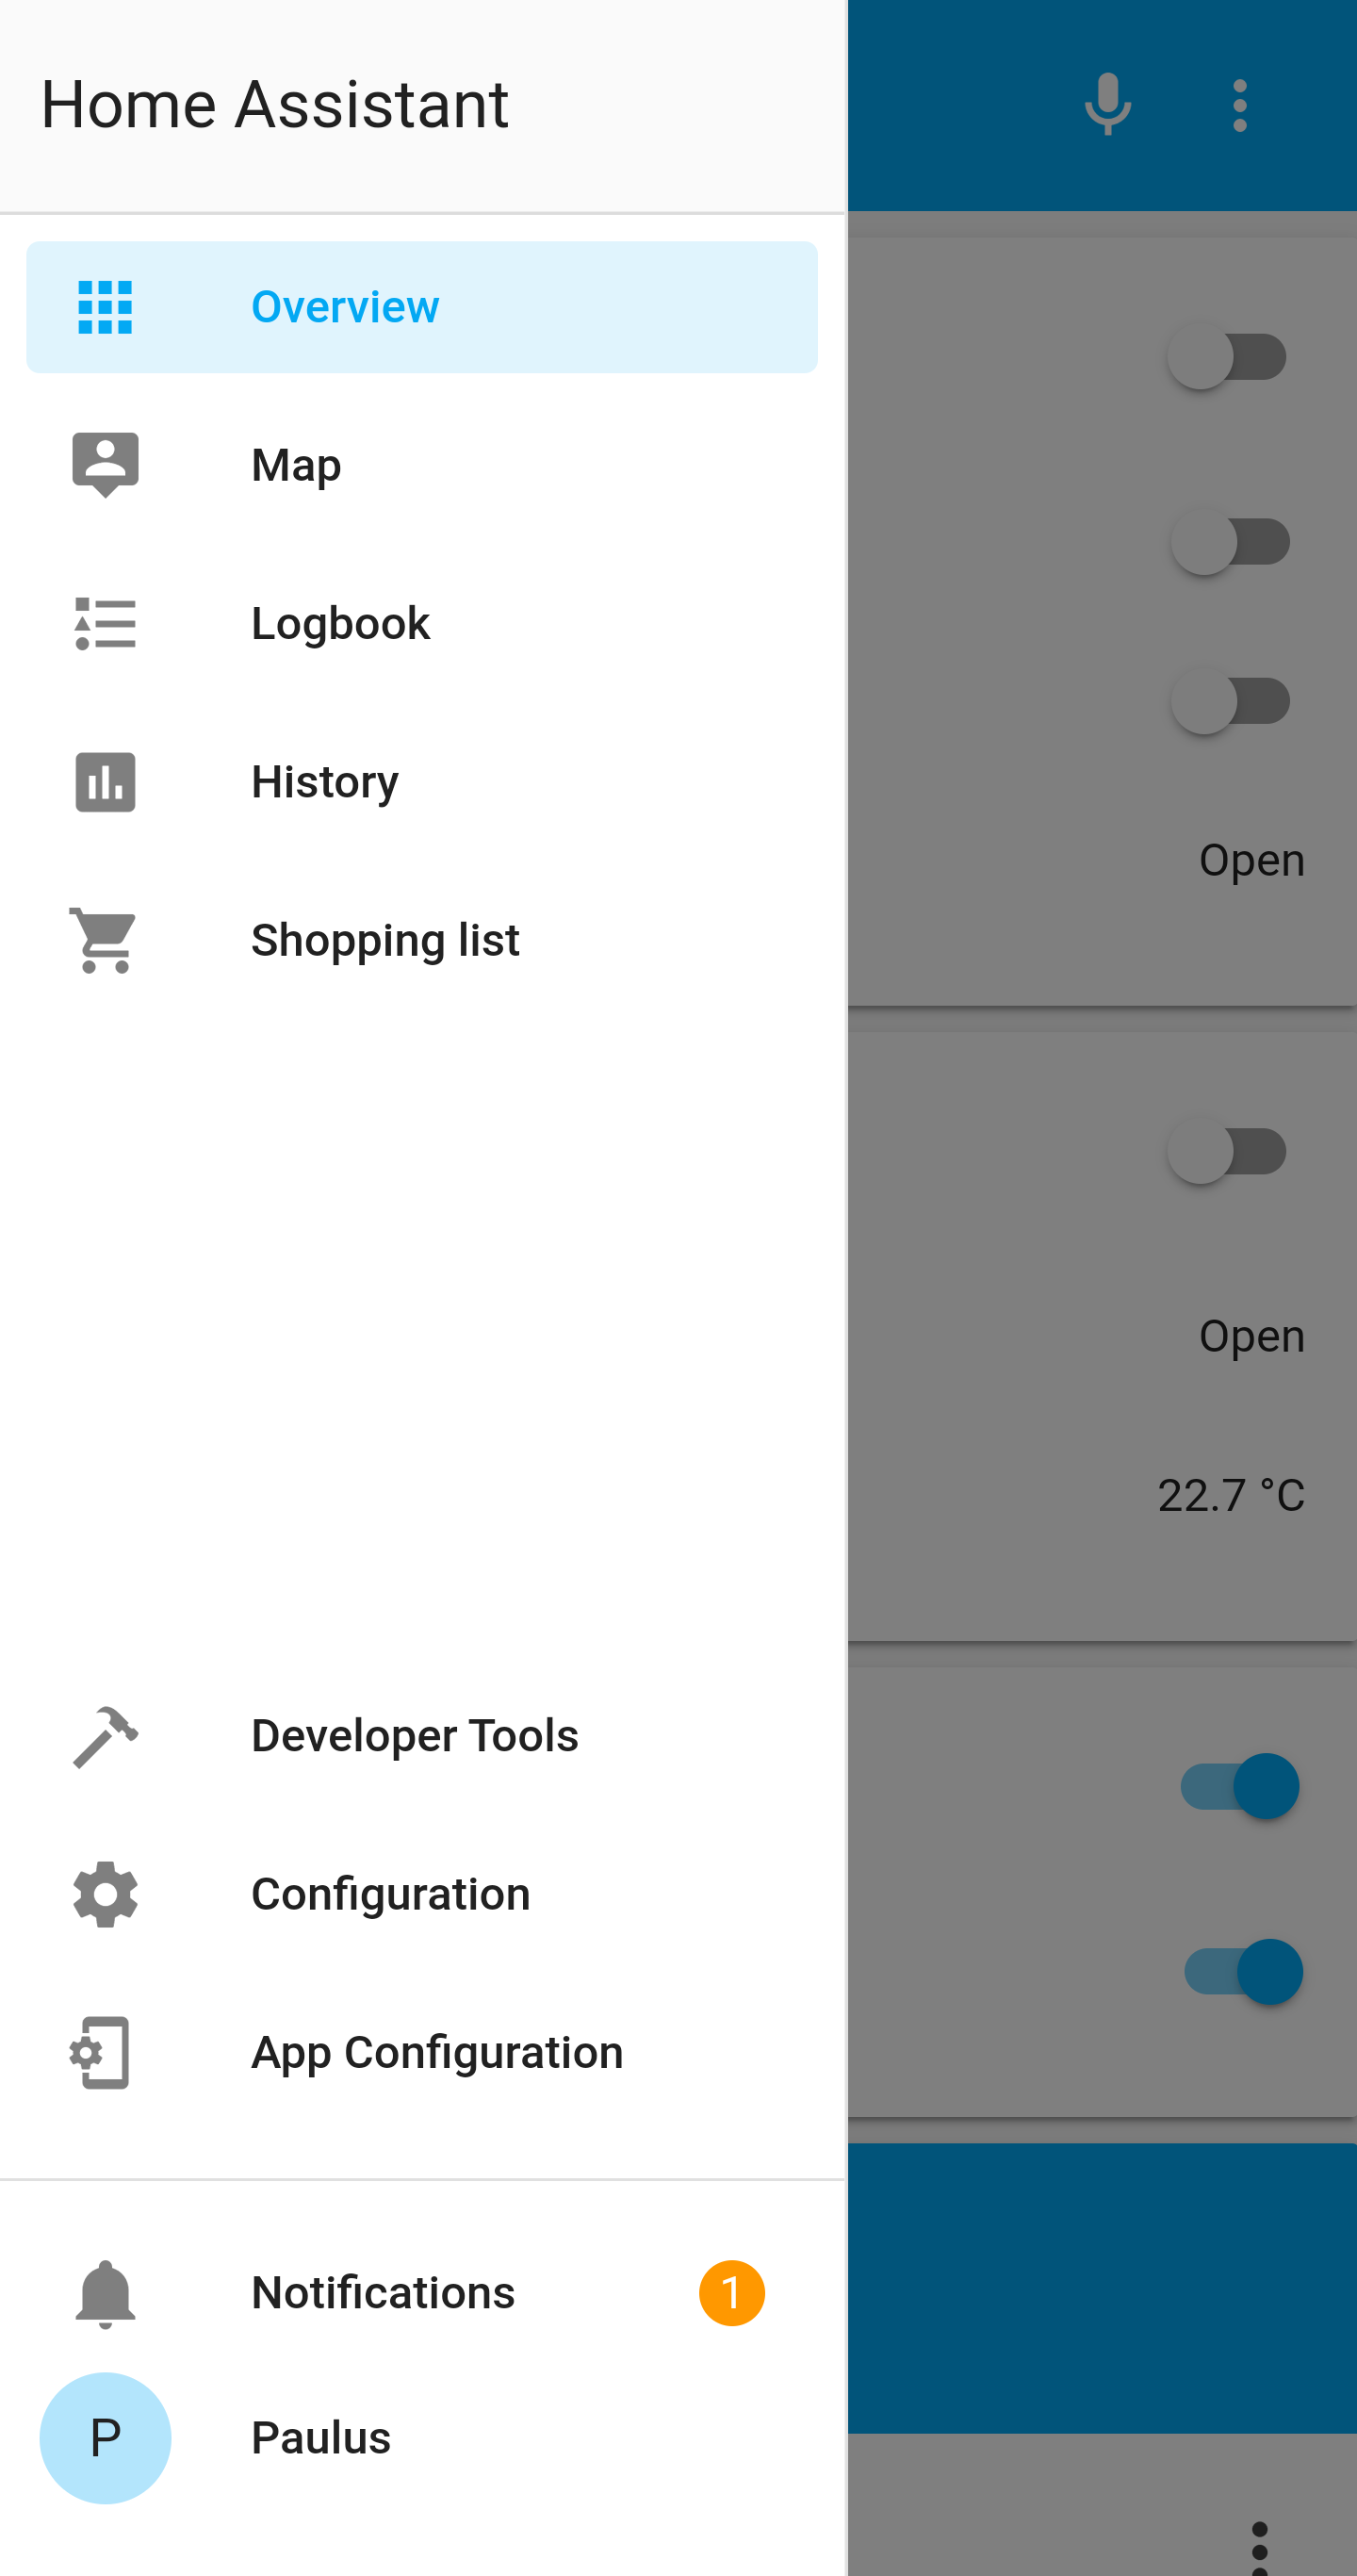 Home Assistant
Overview
Map
Logbook
History
Shopping list
Developer Tools
Configuration
App Configuration
Notifications 1
P Paulus
Open
Open
22.7 °C